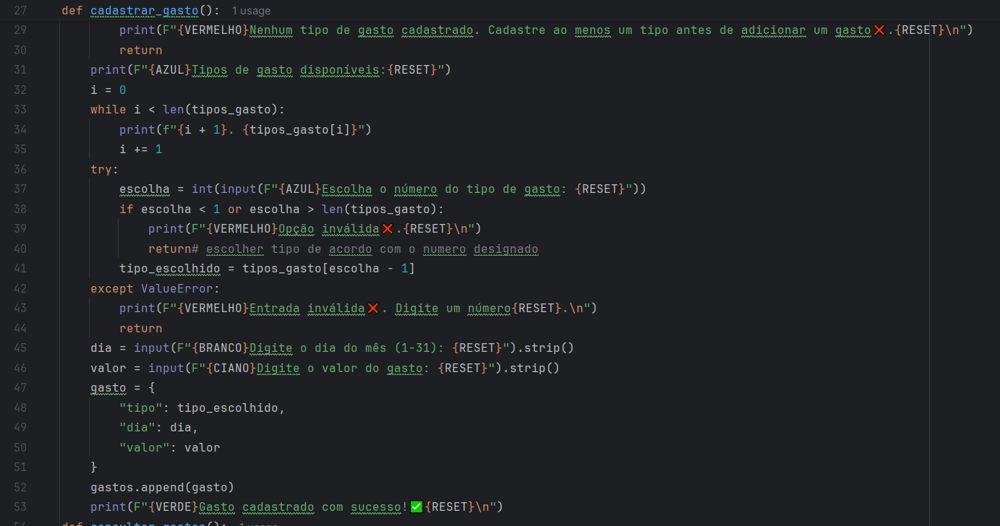 27 def cadastrar_gasto(): 1 usage
29 print(F"{VERMELHO}Nenhum tipo de gasto cadastrado. Cadastre ao menos um tipo antes de adicionar um gasto❌.{RESET}\n")
30 return
31 print(F"{AZUL}Tipos de gasto disponíveis:{RESET}")
32 i = 0
33 while i < len(tipos_gasto):
34 print(f"{i + 1}. {tipos_gasto[i]}")
35 i += 1
36 try:
37 escolha = int(input(F"{AZUL}Escolha o número do tipo de gasto: {RESET}"))
38 if escolha < 1 or escolha > len(tipos_gasto):
39 print(F"{VERMELHO}Opção inválida❌.{RESET}\n")
40 return# escolher tipo de acordo com o numero designado
41 tipo_escolhido = tipos_gasto[escolha - 1]
42 except ValueError:
43 print(F"{VERMELHO}Entrada inválida❌. Digite um número{RESET}.\n")
44 return
45 dia = input(F"{BRANCO}Digite o dia do mês (1-31): {RESET}").strip()
46 valor = input(F"{CIANO}Digite o valor do gasto: {RESET}").strip()
47 gasto = {
48 "tipo": tipo_escolhido,
49 "dia": dia,
50 "valor": valor
51 }
52 gastos.append(gasto)
53 print(F"{VERDE}Gasto cadastrado com sucesso!✅{RESET}\n")
54 def consultar_gastos(): 1 usage